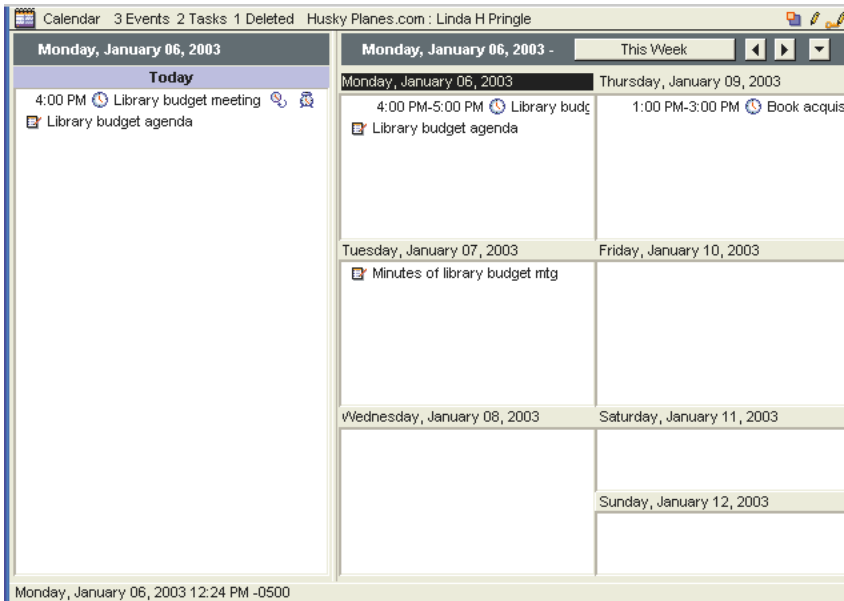 Calendar 3 Events 2 Tasks 1 Deleted Husky Planes.com : Linda H Pringle
Monday, January 06, 2003
Today
4:00 PM Library budget meeting
Library budget agenda
Monday, January 06, 2003 - This Week
Monday, January 06, 2003
4:00 PM-5:00 PM Library budg
Library budget agenda
Tuesday, January 07, 2003
Minutes of library budget mtg
Wednesday, January 08, 2003
Thursday, January 09, 2003
1:00 PM-3:00 PM Book acquis
Friday, January 10, 2003
Saturday, January 11, 2003
Sunday, January 12, 2003
Monday, January 06, 2003 12:24 PM -0500